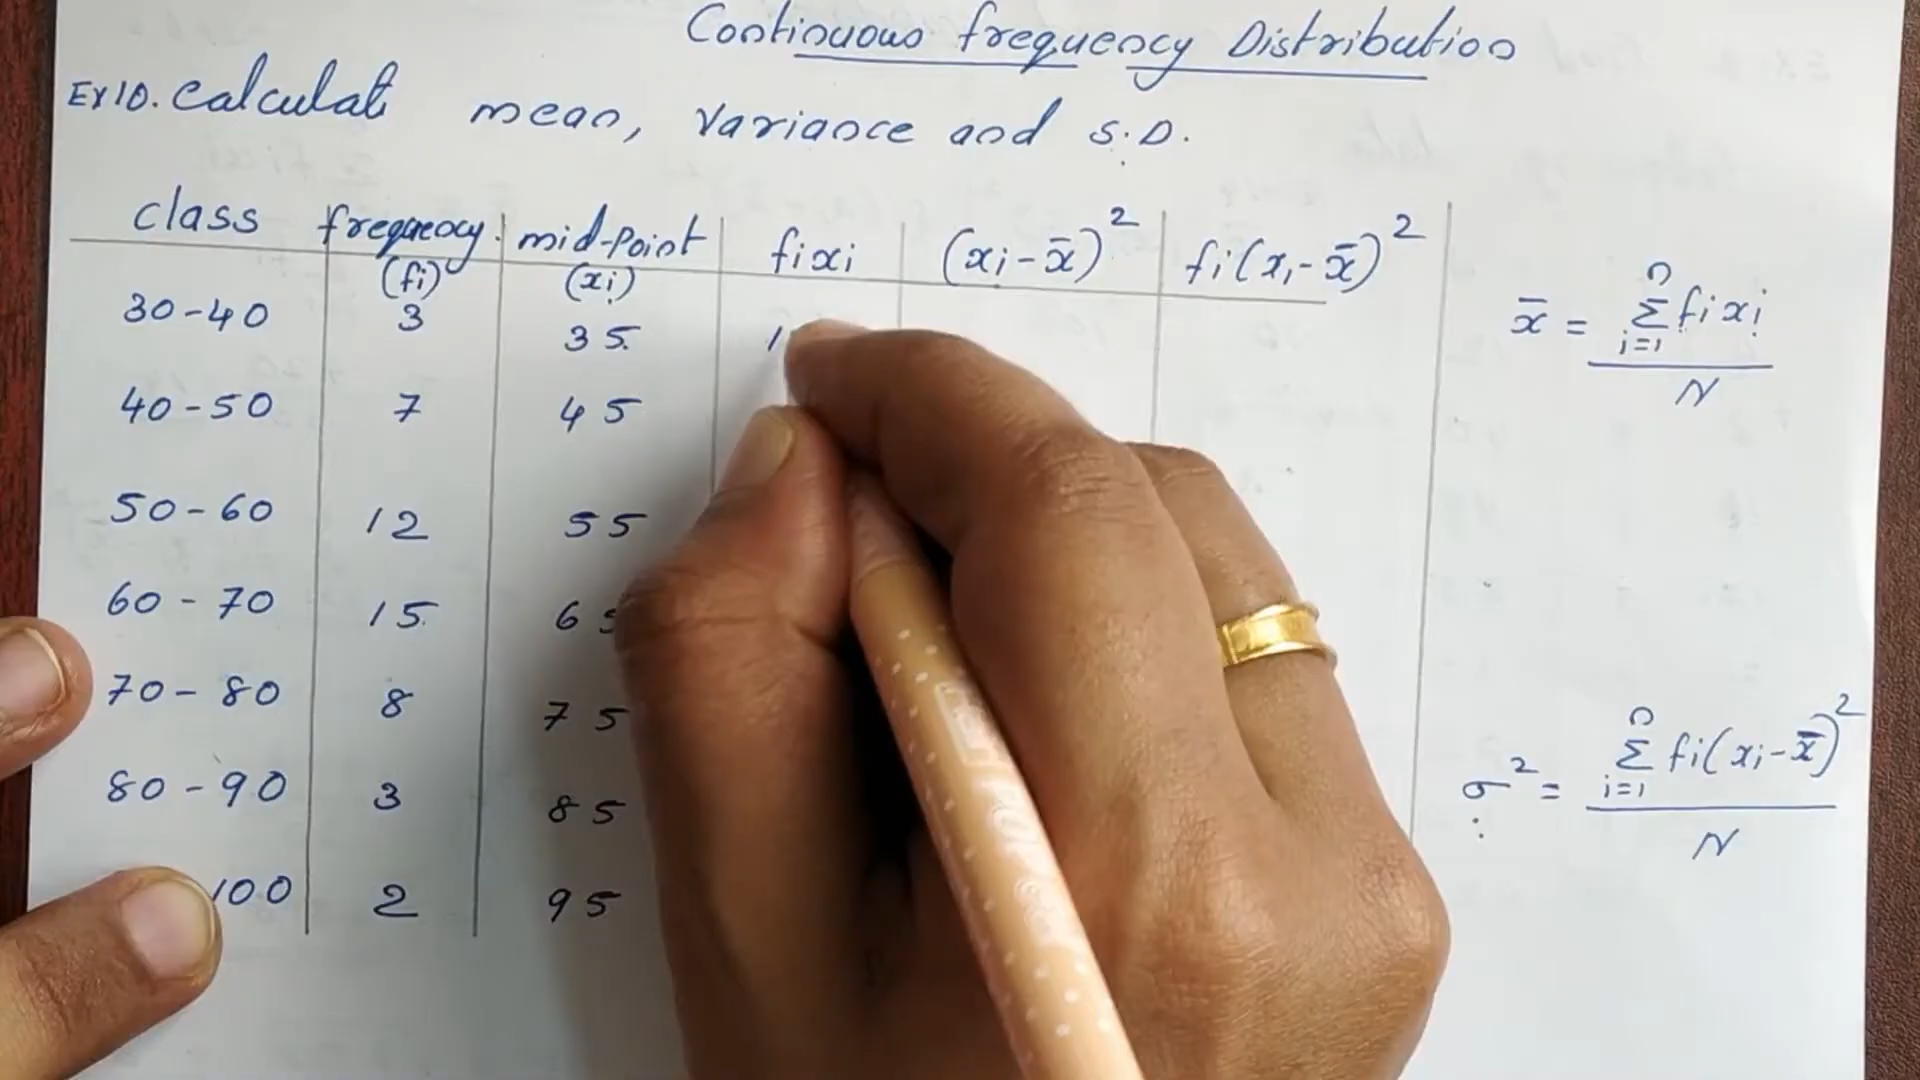 Continuous frequency Distribution
Ex10. calculat mean, variance and S.D.
class frequency mid-Point fixi (xi-x̄)² fi(xi-x̄)²
(fi) (xi)
30-40 3 35 1
40-50 7 45
50-60 12 55
60-70 15 65
70-80 8 75
80-90 3 85
100 2 95
x̄ = n Σ i=1 fixi / N
σ² = n Σ i=1 fi(xi-x̄)² / N